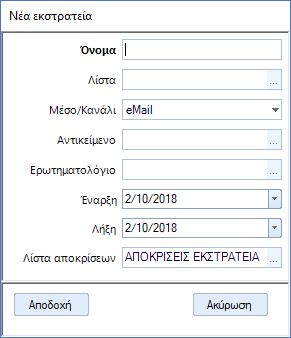 Νέα εκστρατεία
Όνομα
Λίστα ...
Μέσο/Κανάλι eMail
Αντικείμενο ...
Ερωτηματολόγιο ...
Έναρξη 2/10/2018
Λήξη 2/10/2018
Λίστα αποκρίσεων ΑΠΟΚΡΙΣΕΙΣ ΕΚΣΤΡΑΤΕΙΑ ...
Αποδοχή Ακύρωση